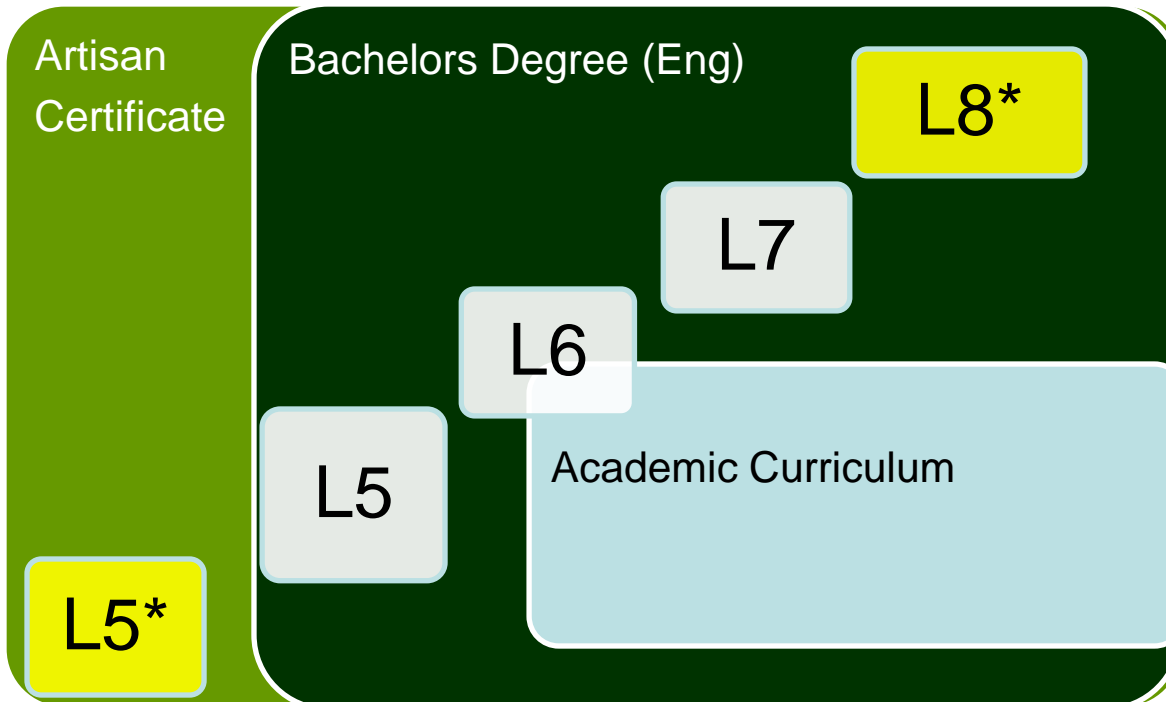 Artisan
Certificate
Bachelors Degree (Eng)
L8*
L7
L6
Academic Curriculum
L5
L5*